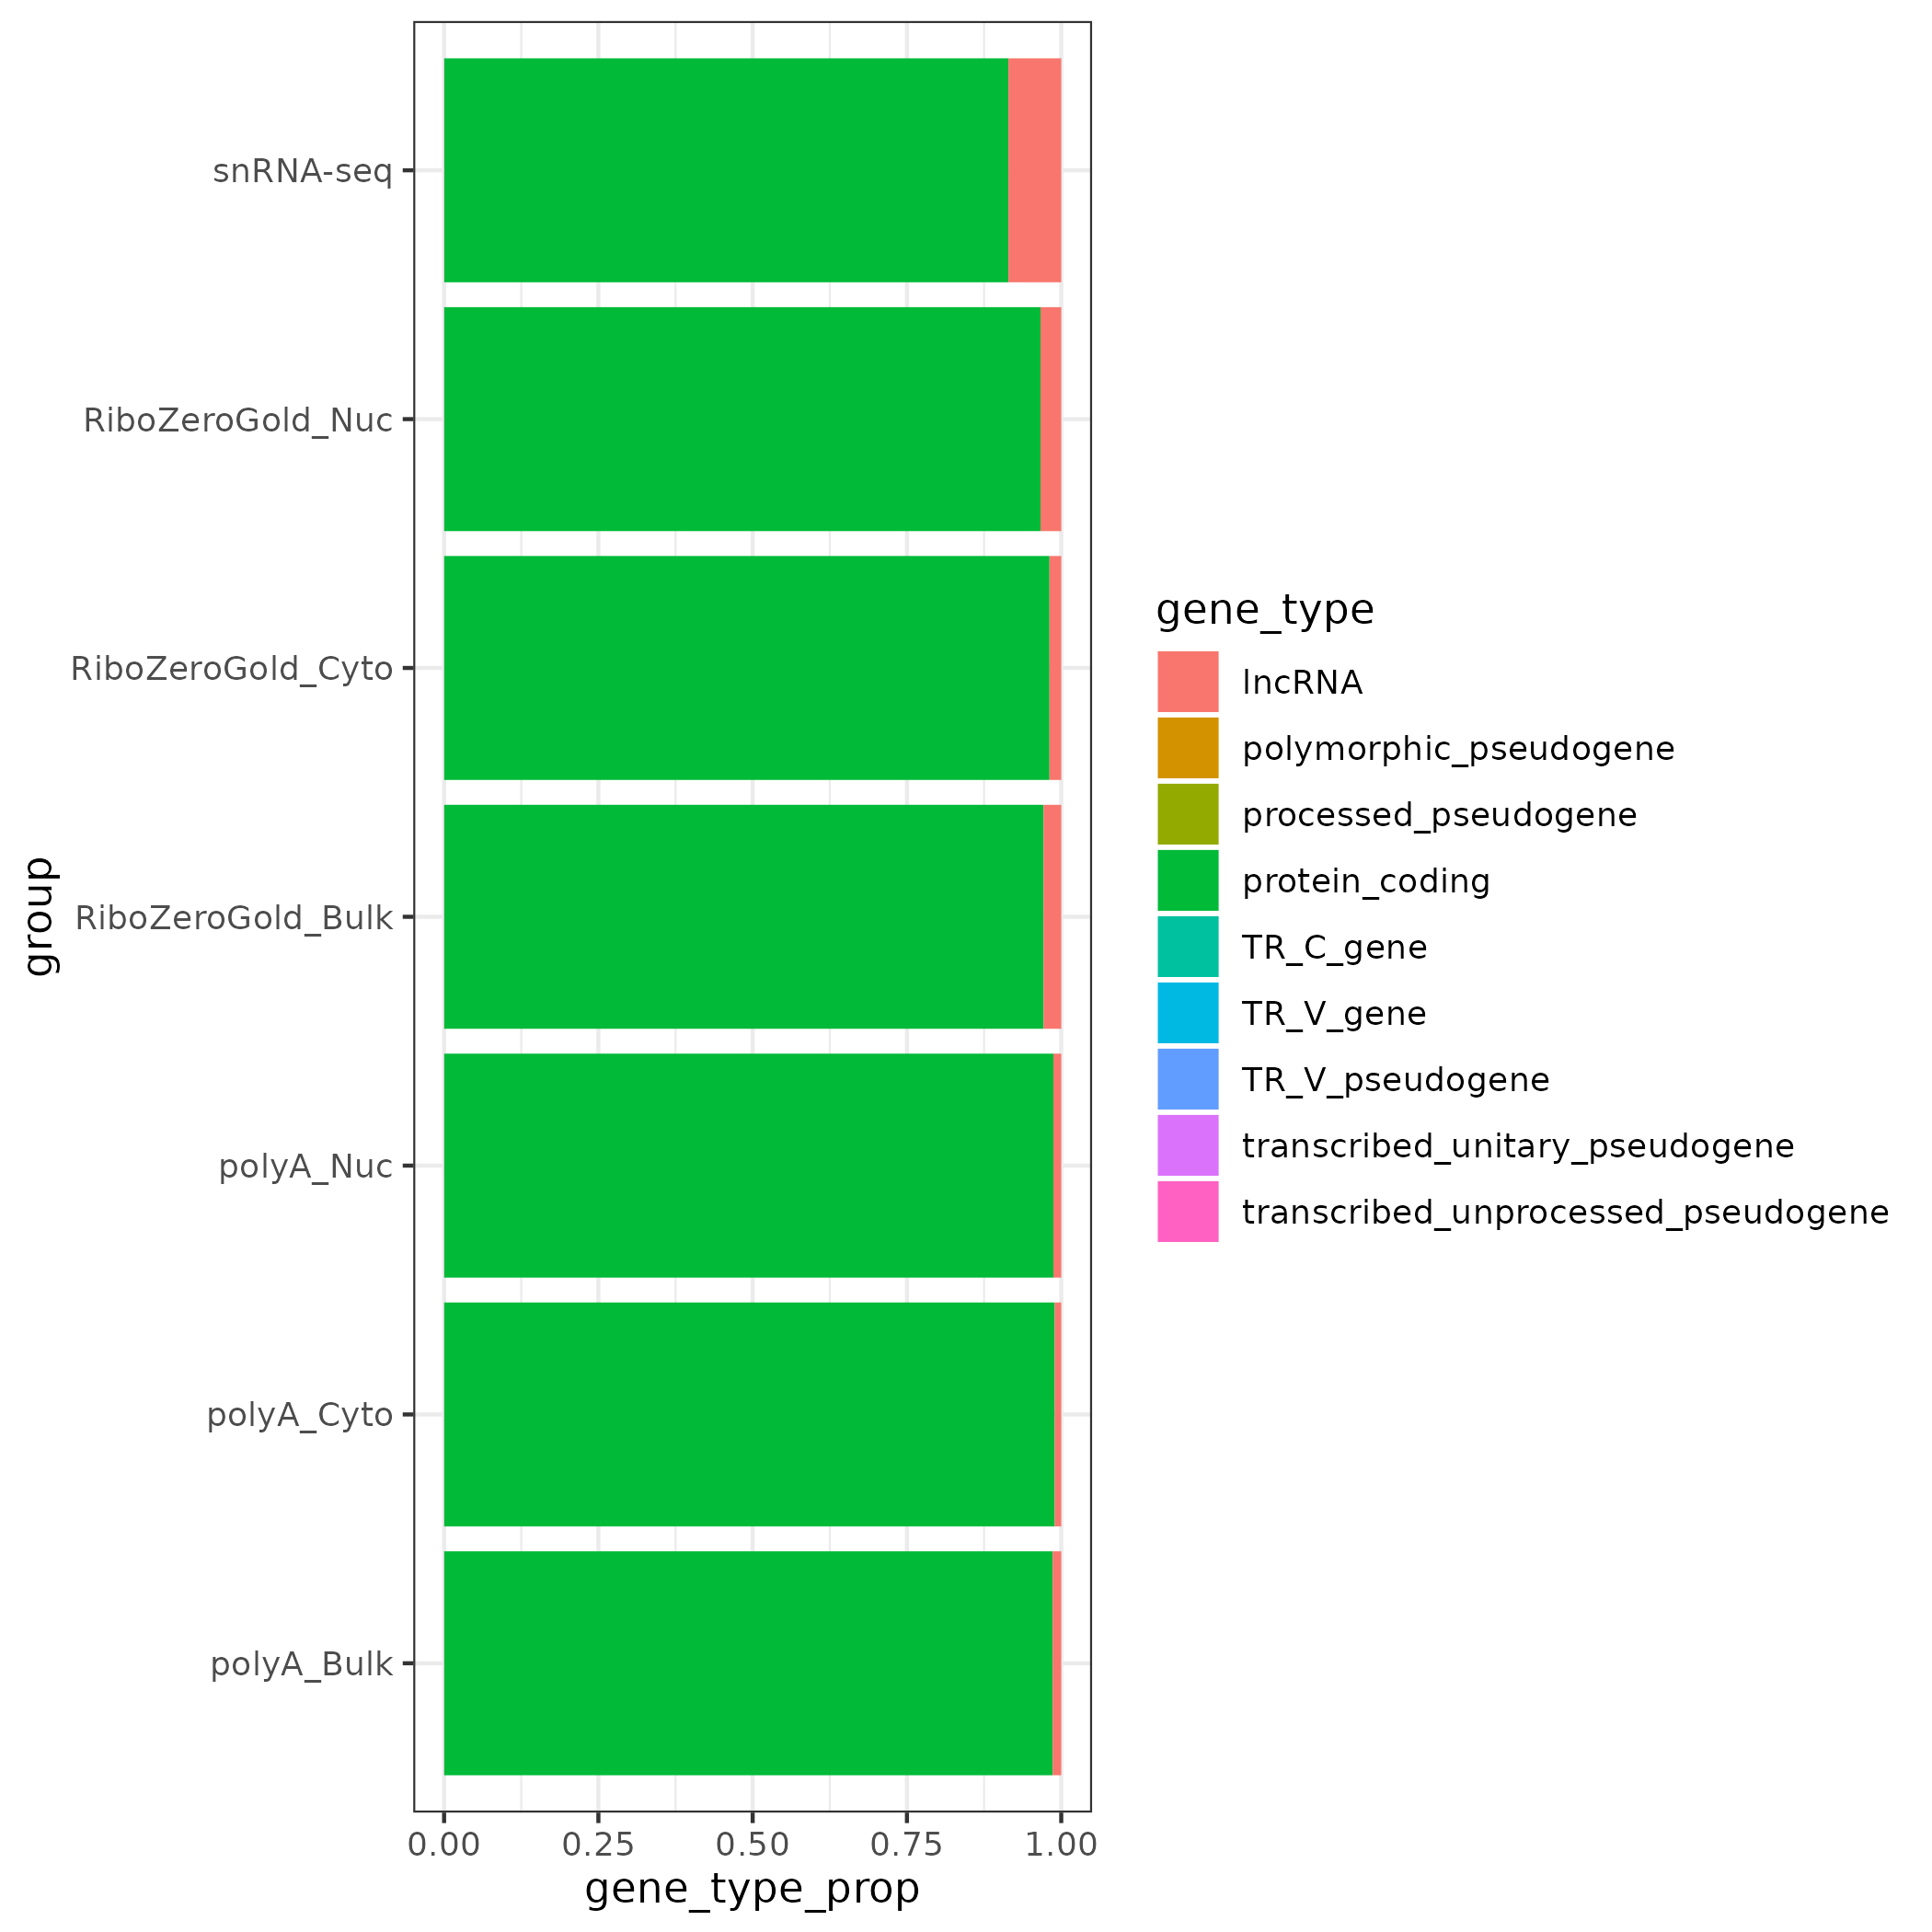 group
snRNA-seq
RiboZeroGold_Nuc
RiboZeroGold_Cyto
RiboZeroGold_Bulk
polyA_Nuc
polyA_Cyto
polyA_Bulk
0.00 0.25 0.50 0.75 1.00
gene_type_prop
gene_type
lncRNA
polymorphic_pseudogene
processed_pseudogene
protein_coding
TR_C_gene
TR_V_gene
TR_V_pseudogene
transcribed_unitary_pseudogene
transcribed_unprocessed_pseudogene